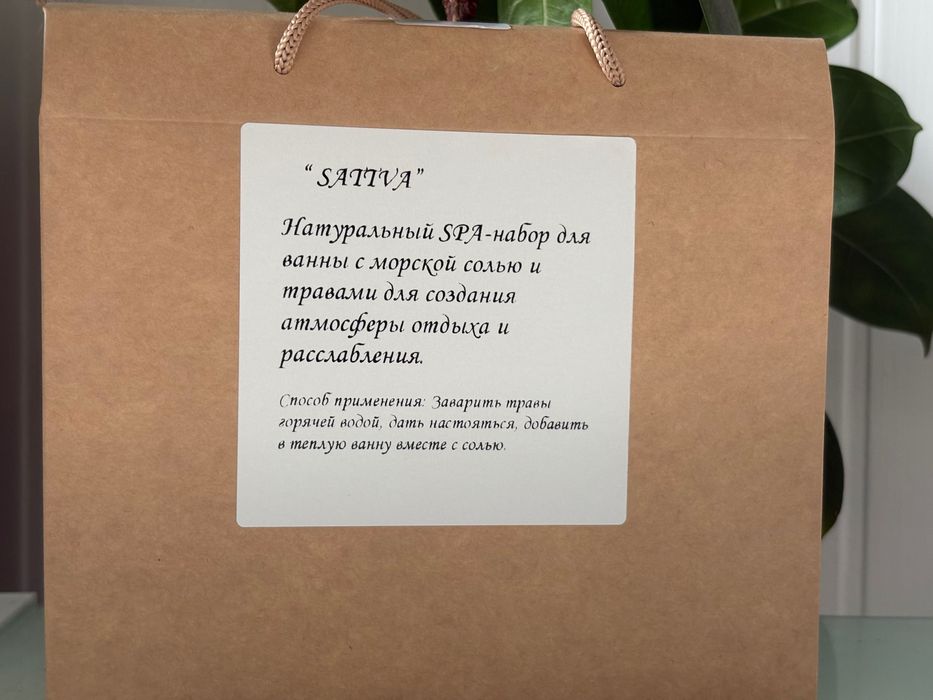 “ SATTVA”
Натуральный SPA-набор для
ванны с морской солью и
травами для создания
атмосферы отдыха и
расслабления.
Способ применения: Заварить травы
горячей водой, дать настояться, добавить
в теплую ванну вместе с солью.